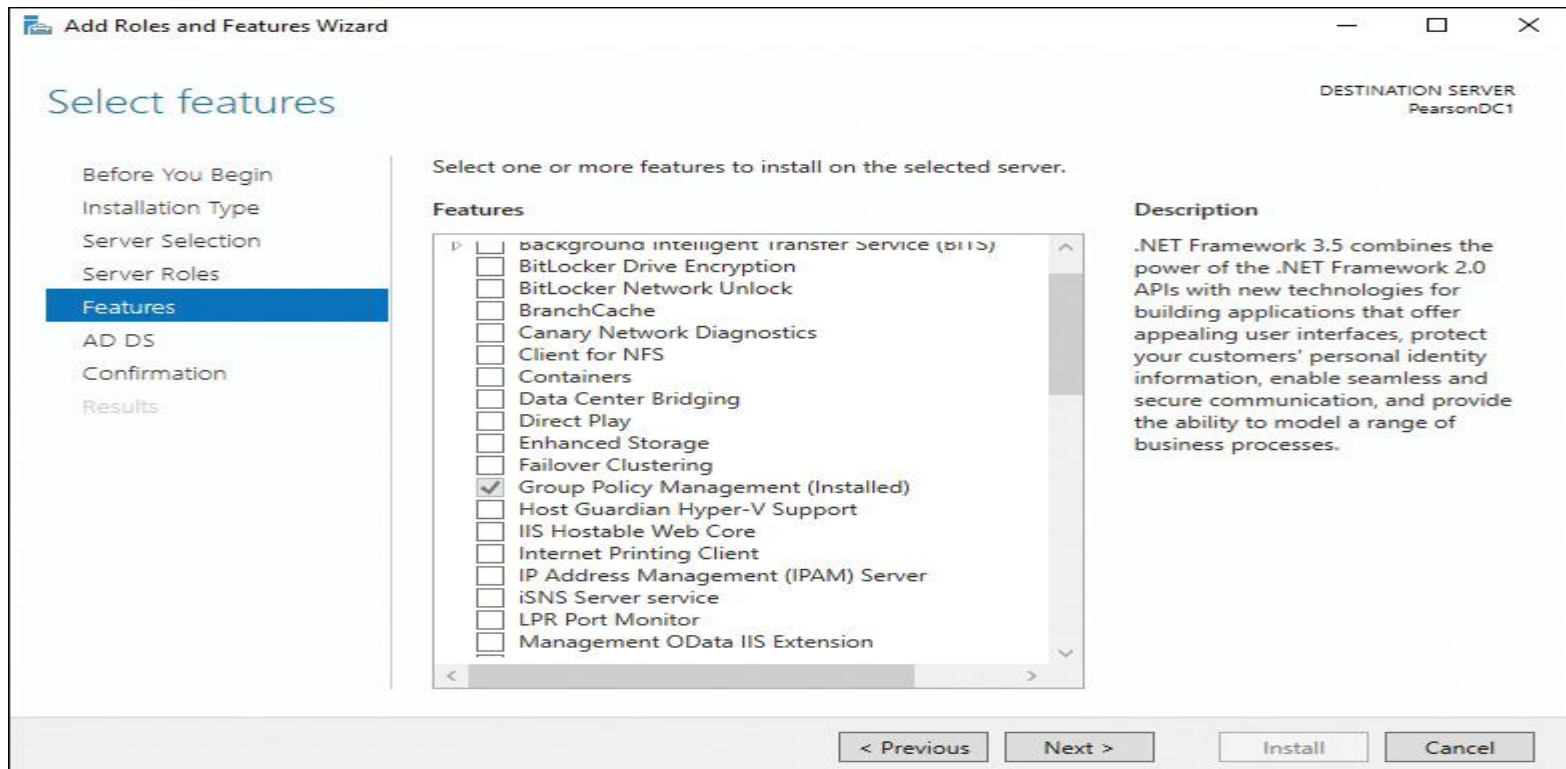 Add Roles and Features Wizard
Select features
DESTINATION SERVER
PearsonDC1
Before You Begin
Installation Type
Server Selection
Server Roles
Features
AD DS
Confirmation
Results
Select one or more features to install on the selected server.
Features
Background Intelligent Transfer Service (BITS)
BitLocker Drive Encryption
BitLocker Network Unlock
BranchCache
Canary Network Diagnostics
Client for NFS
Containers
Data Center Bridging
Direct Play
Enhanced Storage
Failover Clustering
Group Policy Management (Installed)
Host Guardian Hyper-V Support
IIS Hostable Web Core
Internet Printing Client
IP Address Management (IPAM) Server
iSNS Server service
LPR Port Monitor
Management OData IIS Extension
Description
.NET Framework 3.5 combines the
power of the .NET Framework 2.0
APIs with new technologies for
building applications that offer
appealing user interfaces, protect
your customers' personal identity
information, enable seamless and
secure communication, and provide
the ability to model a range of
business processes.
< Previous
Next >
Install
Cancel